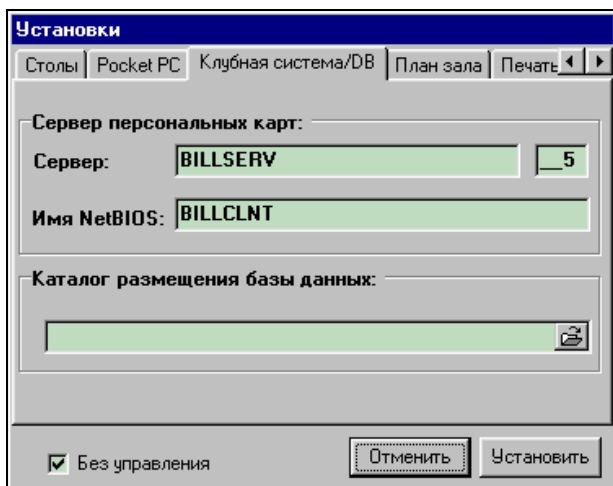 Установки
Столы Pocket PC Клубная система/DB План зала Печать
Сервер персональных карт:
Сервер: BILLSERV __5
Имя NetBIOS: BILLCLNT
Каталог размещения базы данных:
Без управления Отменить Установить